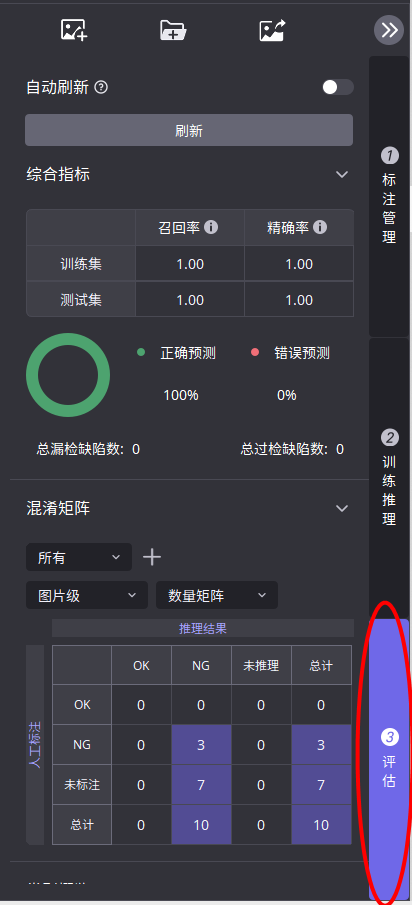 自动刷新
刷新
综合指标
召回率 精确率
训练集 1.00 1.00
测试集 1.00 1.00
正确预测 错误预测
100% 0%
总漏检缺陷数: 0 总过检缺陷数: 0
混淆矩阵
所有
图片级 数量矩阵
推理结果
人工标注
OK NG 未推理 总计
OK 0 0 0 0
NG 0 3 0 3
未标注 0 7 0 7
总计 0 10 0 10
1 标注管理
2 训练推理
3 评估